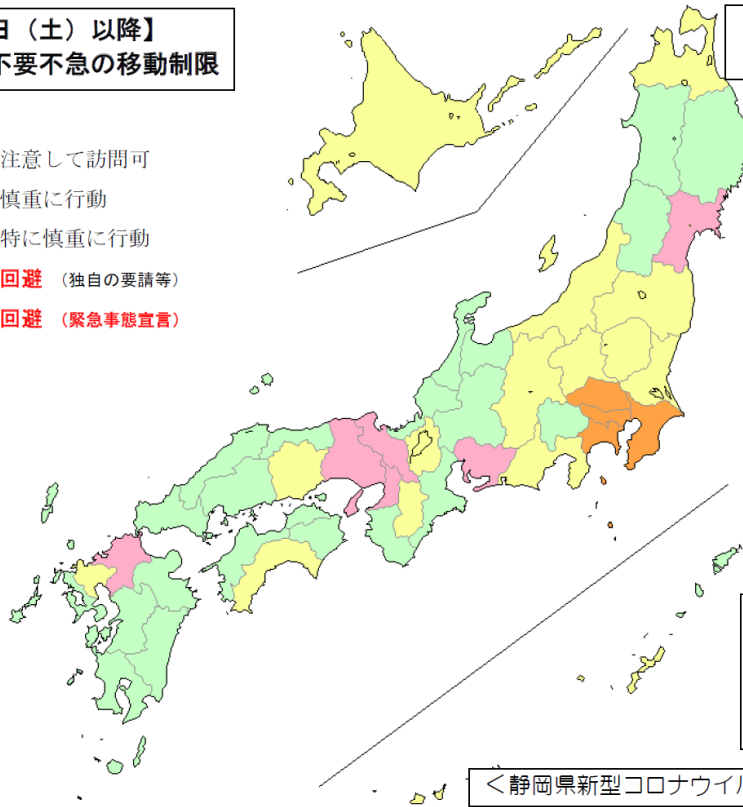 日（土）以降】
不要不急の移動制限
注意して訪問可
慎重に行動
特に慎重に行動
回避 （独自の要請等）
回避 （緊急事態宣言）
＜静岡県新型コロナウイル